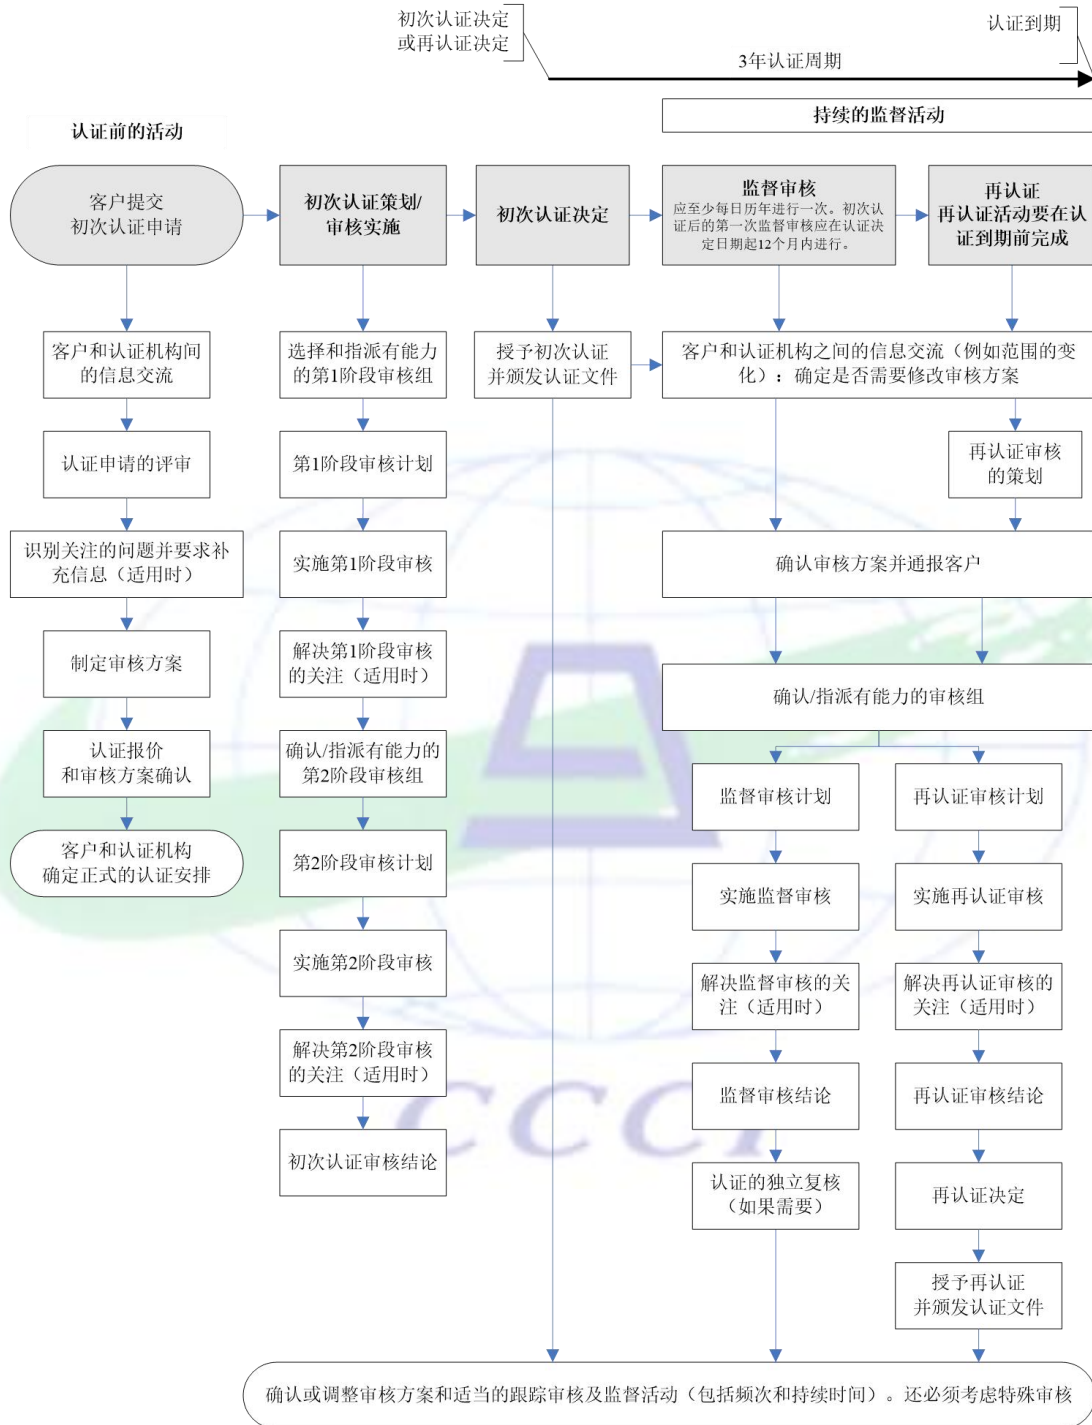 初次认证决定
或再认证决定
认证到期
3年认证周期
持续的监督活动
认证前的活动
客户提交
初次认证申请
初次认证策划/
审核实施
初次认证决定
监督审核
应至少每日历年进行一次。初次认
证后的第一次监督审核应在认证决
定日期起12个月内进行。
再认证
再认证活动要在认
证到期前完成
客户和认证机构间
的信息交流
认证申请的评审
识别关注的问题并要求补
充信息（适用时）
制定审核方案
认证报价
和审核方案确认
客户和认证机构
确定正式的认证安排
选择和指派有能力
的第1阶段审核组
第1阶段审核计划
实施第1阶段审核
解决第1阶段审核
的关注（适用时）
确认/指派有能力的
第2阶段审核组
第2阶段审核计划
实施第2阶段审核
解决第2阶段审核
的关注（适用时）
初次认证审核结论
授予初次认证
并颁发认证文件
客户和认证机构之间的信息交流（例如范围的变
化）：确定是否需要修改审核方案
再认证审核
的策划
确认审核方案并通报客户
确认/指派有能力的审核组
监督审核计划
实施监督审核
解决监督审核的关
注（适用时）
监督审核结论
认证的独立复核
（如果需要）
再认证审核计划
实施再认证审核
解决再认证审核的
关注（适用时）
再认证审核结论
再认证决定
授予再认证
并颁发认证文件
确认或调整审核方案和适当的跟踪审核及监督活动（包括频次和持续时间）。还必须考虑特殊审核
CCCI